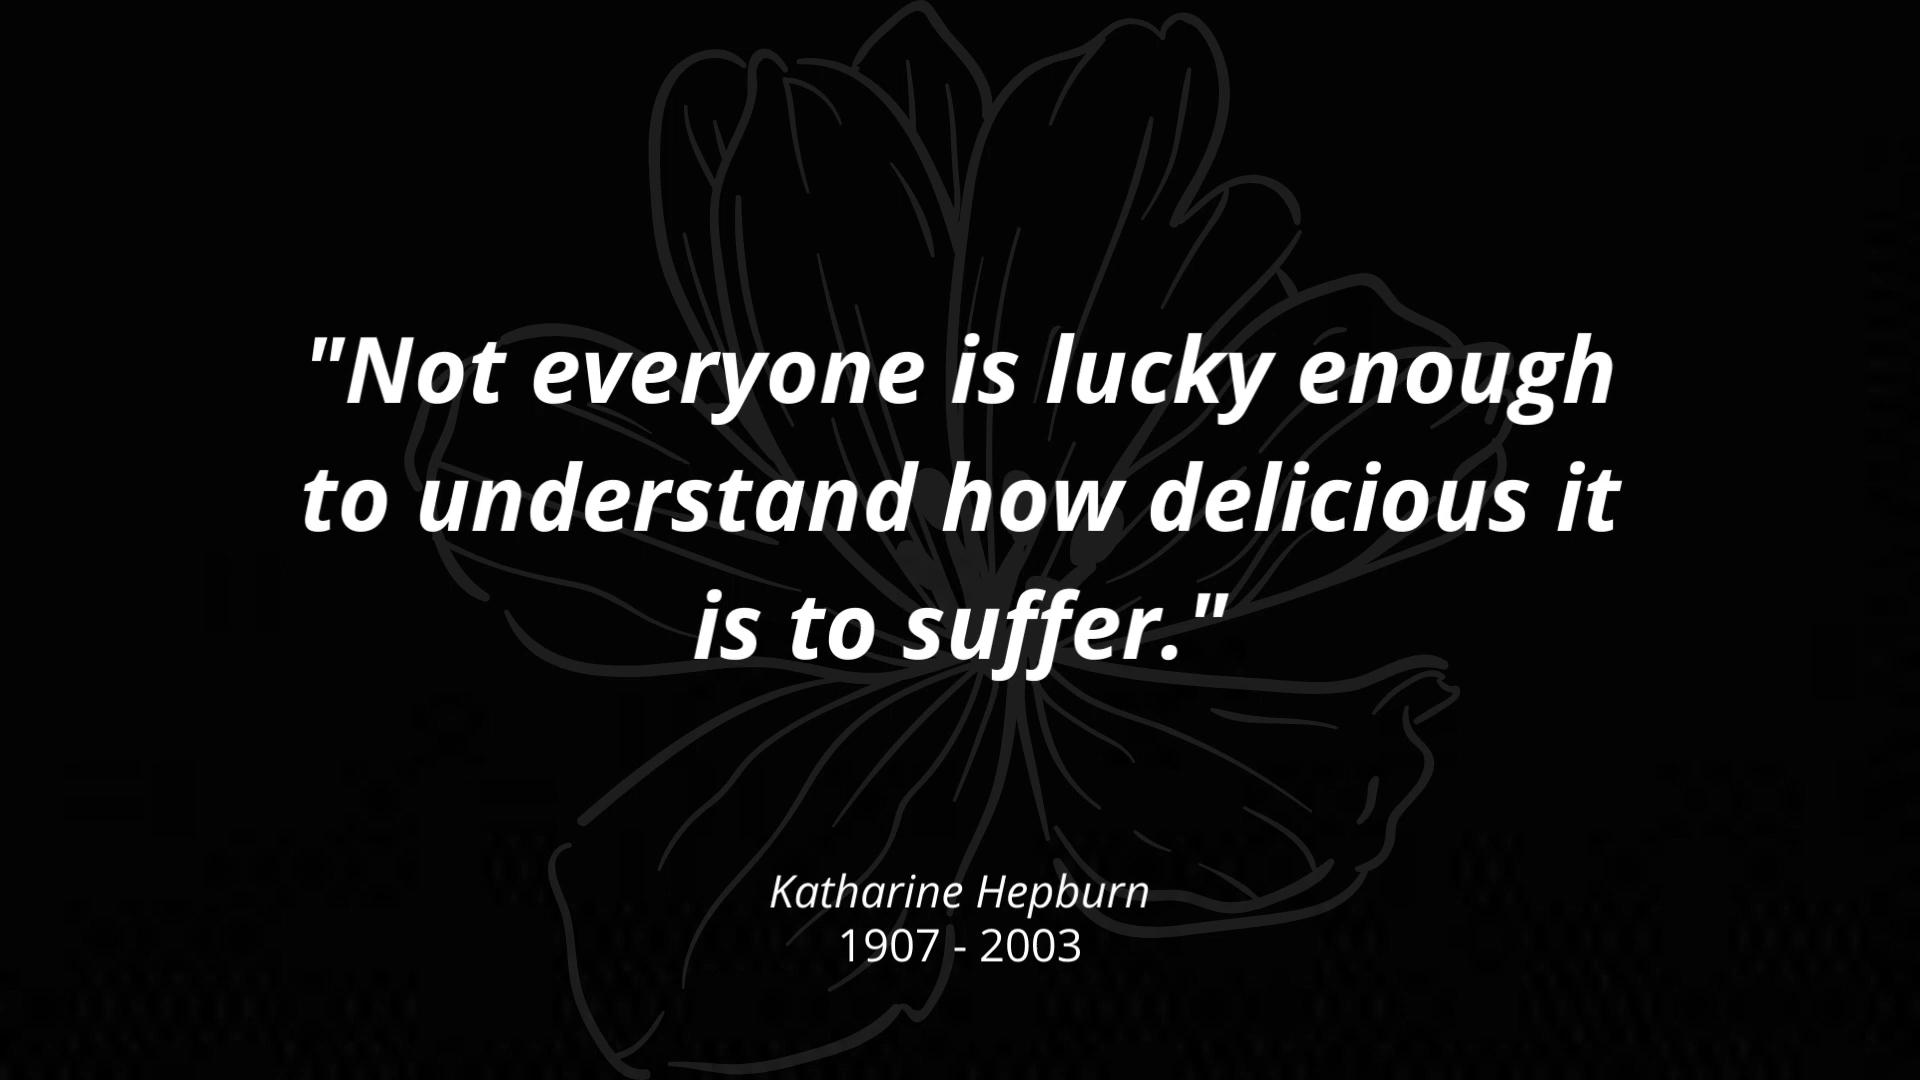 "Not everyone is lucky enough
to understand how delicious it
is to suffer."
Katharine Hepburn
1907 - 2003